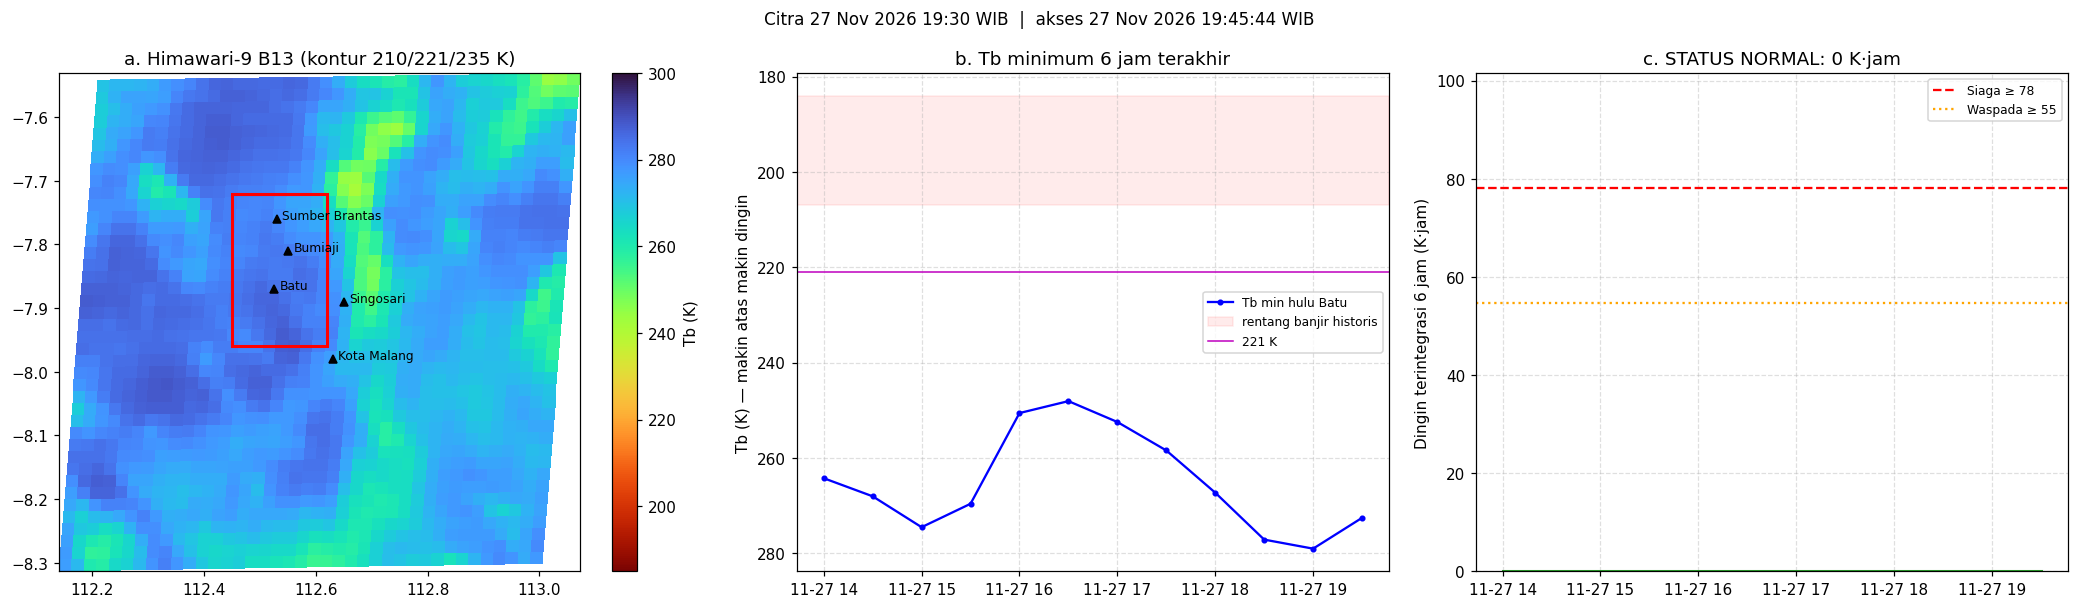 Citra 27 Nov 2026 19:30 WIB | akses 27 Nov 2026 19:45:44 WIB
a. Himawari-9 B13 (kontur 210/221/235 K)
−7.6
−7.7
−7.8
−7.9
−8.0
−8.1
−8.2
−8.3
112.2
112.4
112.6
112.8
113.0
Sumber Brantas
Bumiaji
Batu
Singosari
Kota Malang
300
280
260
240
220
200
Tb (K)
b. Tb minimum 6 jam terakhir
Tb (K) — makin atas makin dingin
180
200
220
240
260
280
Tb min hulu Batu
rentang banjir historis
221 K
11-27 14
11-27 15
11-27 16
11-27 17
11-27 18
11-27 19
c. STATUS NORMAL: 0 K·jam
Dingin terintegrasi 6 jam (K·jam)
100
80
60
40
20
0
Siaga ≥ 78
Waspada ≥ 55
11-27 14
11-27 15
11-27 16
11-27 17
11-27 18
11-27 19